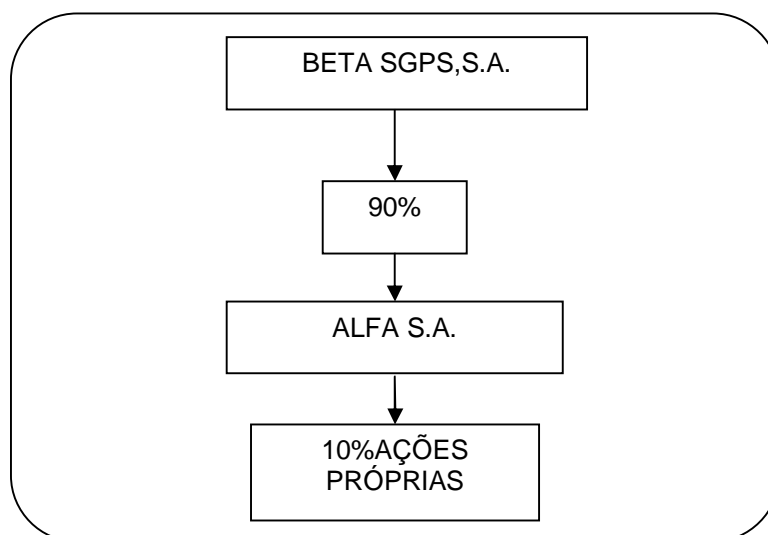 BETA SGPS,S.A.
90%
ALFA S.A.
10%AÇÕES
PRÓPRIAS